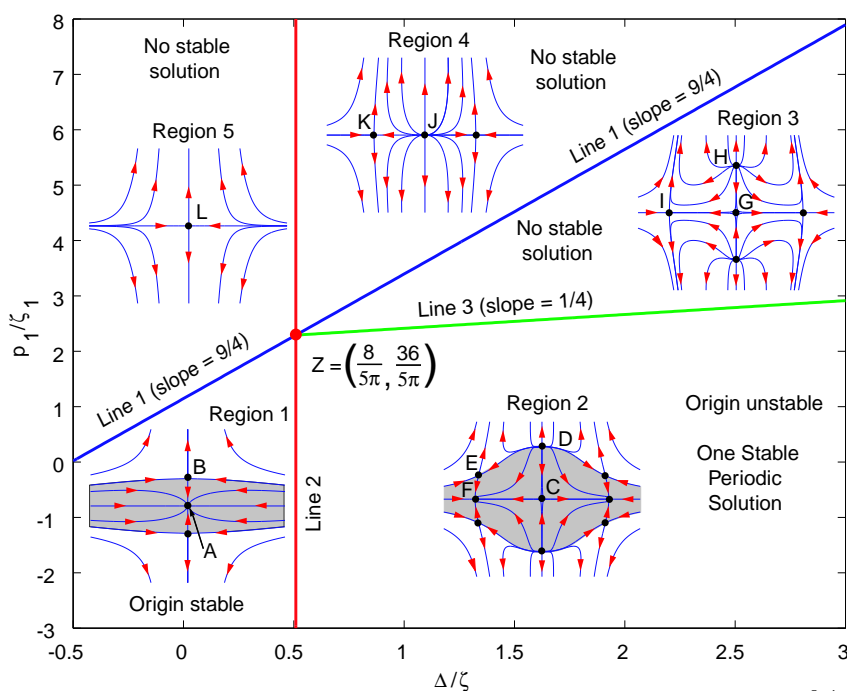 8
7
6
5
4
3
2
1
0
-1
-2
-3
p1/ζ1
-0.5
0
0.5
1
1.5
2
2.5
3
Δ/ζ
No stable
solution
Region 5
L
Region 4
K
J
No stable
solution
Line 1 (slope = 9/4)
Region 3
H
I
G
No stable
solution
Line 3 (slope = 1/4)
Z = (8/5π, 36/5π)
Line 1 (slope = 9/4)
Region 1
B
A
Origin stable
Line 2
Region 2
D
E
F
C
Origin unstable
One Stable
Periodic
Solution